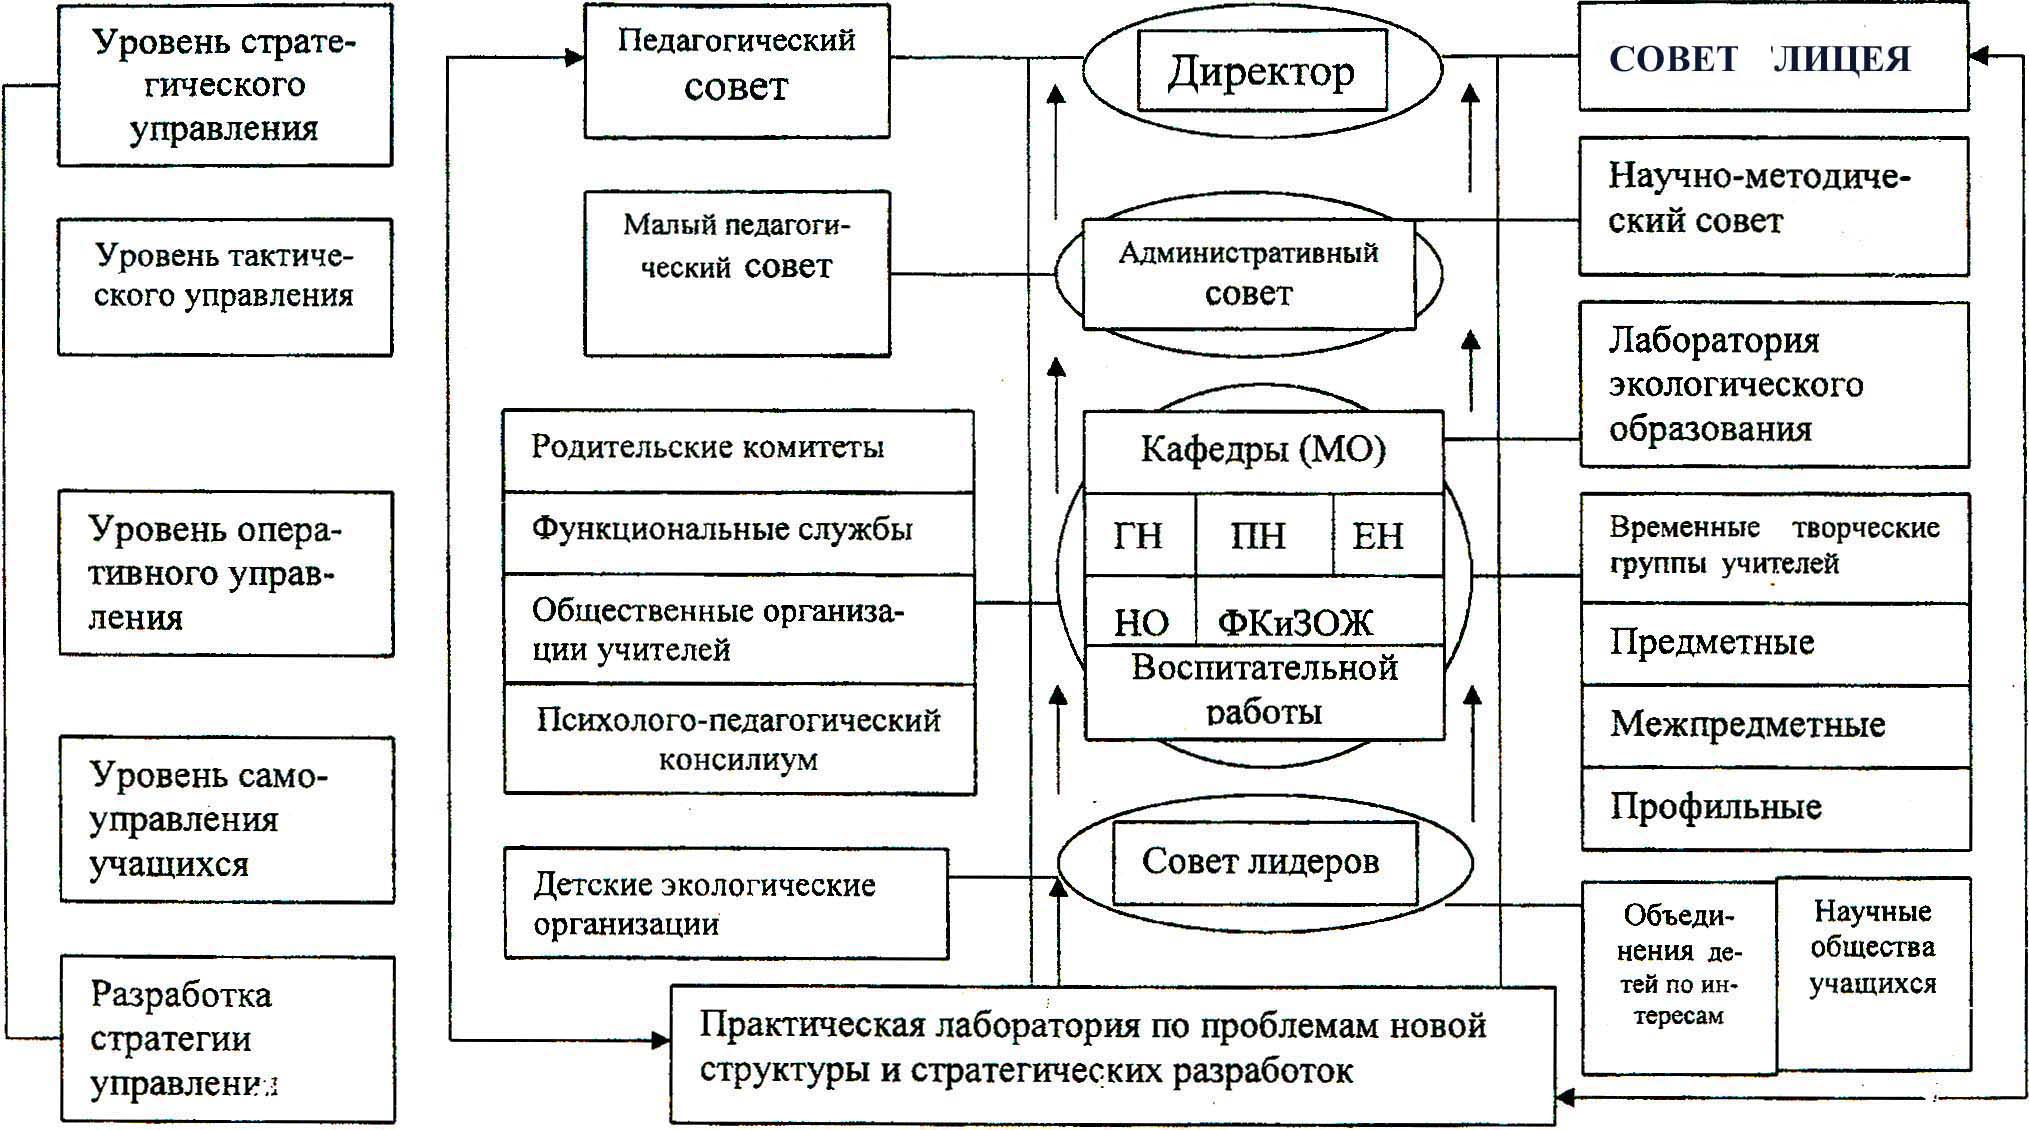 Уровень страте-
гического
управления
Уровень тактиче-
ского управления
Уровень опера-
тивного управ-
ления
Уровень само-
управления
учащихся
Разработка
стратегии
управления
Педагогический
совет
Малый педагоги-
ческий совет
Родительские комитеты
Функциональные службы
Общественные организа-
ции учителей
Психолого-педагогический
консилиум
Детские экологические
организации
Директор
Административный
совет
Кафедры (МО)
ГН ПН ЕН
НО ФКиЗОЖ
Воспитательной
работы
Совет лидеров
Практическая лаборатория по проблемам новой
структуры и стратегических разработок
СОВЕТ ЛИЦЕЯ
Научно-методиче-
ский совет
Лаборатория
экологического
образования
Временные творческие
группы учителей
Предметные
Межпредметные
Профильные
Объеди-
нения де-
тей по ин-
тересам
Научные
общества
учащихся